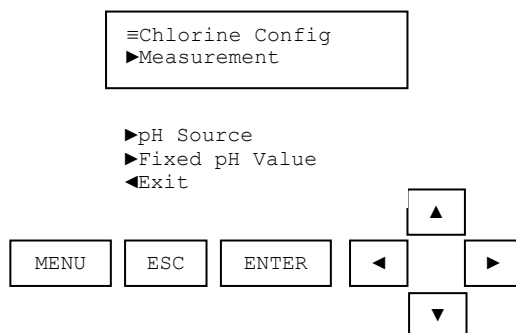 ≡Chlorine Config
►Measurement
►pH Source
►Fixed pH Value
◄Exit
▲
MENU ESC ENTER ◄ ►
▼